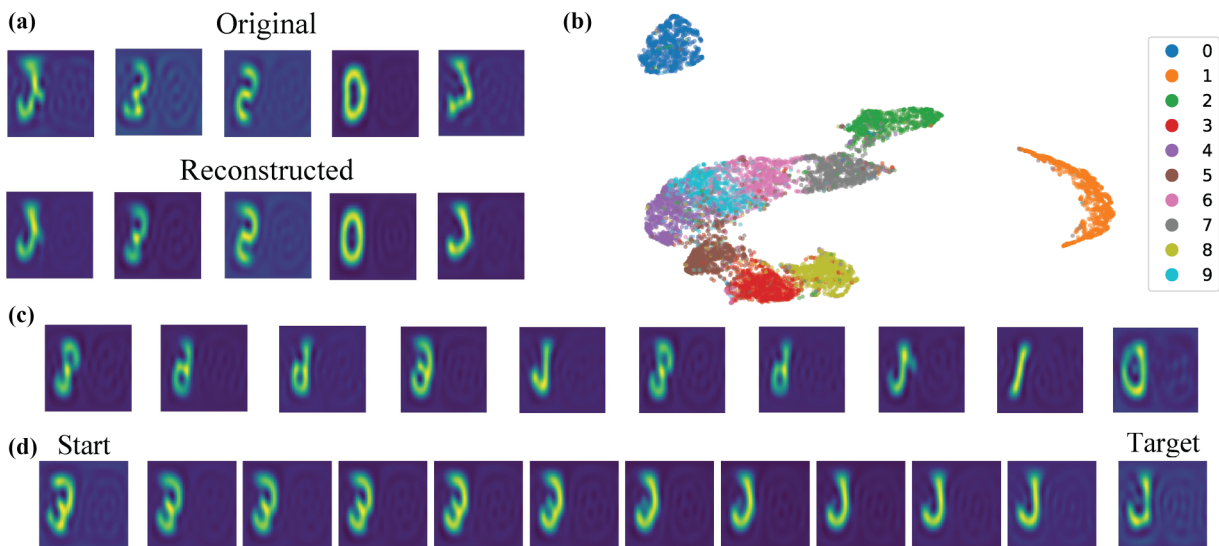 (a)
Original
Reconstructed
(b)
0
1
2
3
4
5
6
7
8
9
(c)
(d)
Start
Target